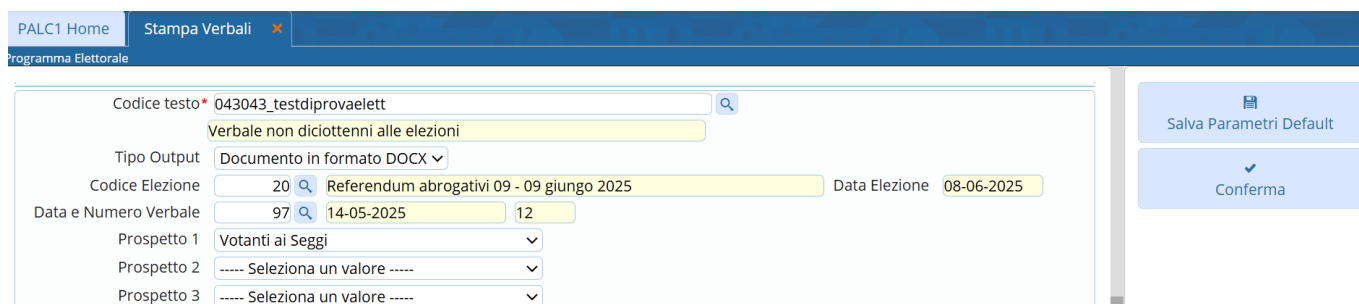 PALC1 Home
Stampa Verbali ×
Programma Elettorale
Codice testo* 043043_testdiprovaelett
Verbale non diciottenni alle elezioni
Tipo Output Documento in formato DOCX
Codice Elezione 20 Referendum abrogativi 09 - 09 giungo 2025 Data Elezione 08-06-2025
Data e Numero Verbale 97 14-05-2025 12
Prospetto 1 Votanti ai Seggi
Prospetto 2 ----- Seleziona un valore -----
Prospetto 3 ----- Seleziona un valore -----
Salva Parametri Default
Conferma